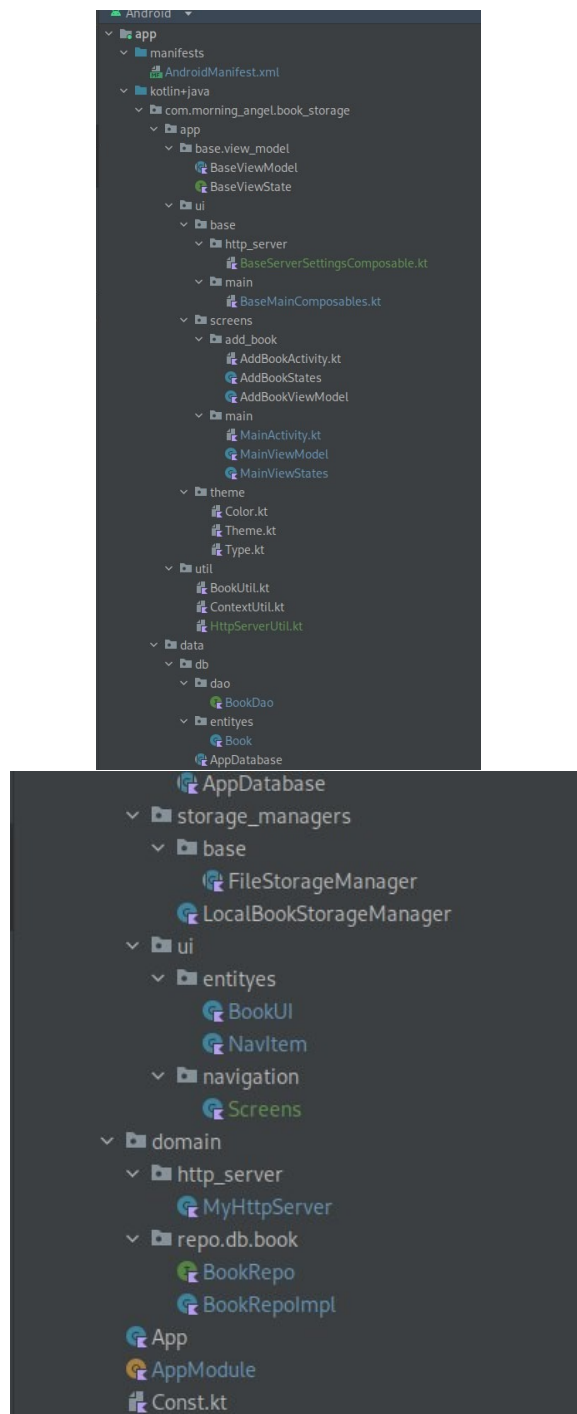 Android
app
manifests
AndroidManifest.xml
kotlin+java
com.morning_angel.book_storage
app
base.view_model
BaseViewModel
BaseViewState
ui
base
http_server
BaseServerSettingsComposable.kt
main
BaseMainComposables.kt
screens
add_book
AddBookActivity.kt
AddBookStates
AddBookViewModel
main
MainActivity.kt
MainViewModel
MainViewStates
theme
Color.kt
Theme.kt
Type.kt
util
BookUtil.kt
ContextUtil.kt
HttpServerUtil.kt
data
db
dao
BookDao
entityes
Book
AppDatabase
AppDatabase
storage_managers
base
FileStorageManager
LocalBookStorageManager
ui
entityes
BookUI
NavItem
navigation
Screens
domain
http_server
MyHttpServer
repo.db.book
BookRepo
BookRepoImpl
App
AppModule
Const.kt